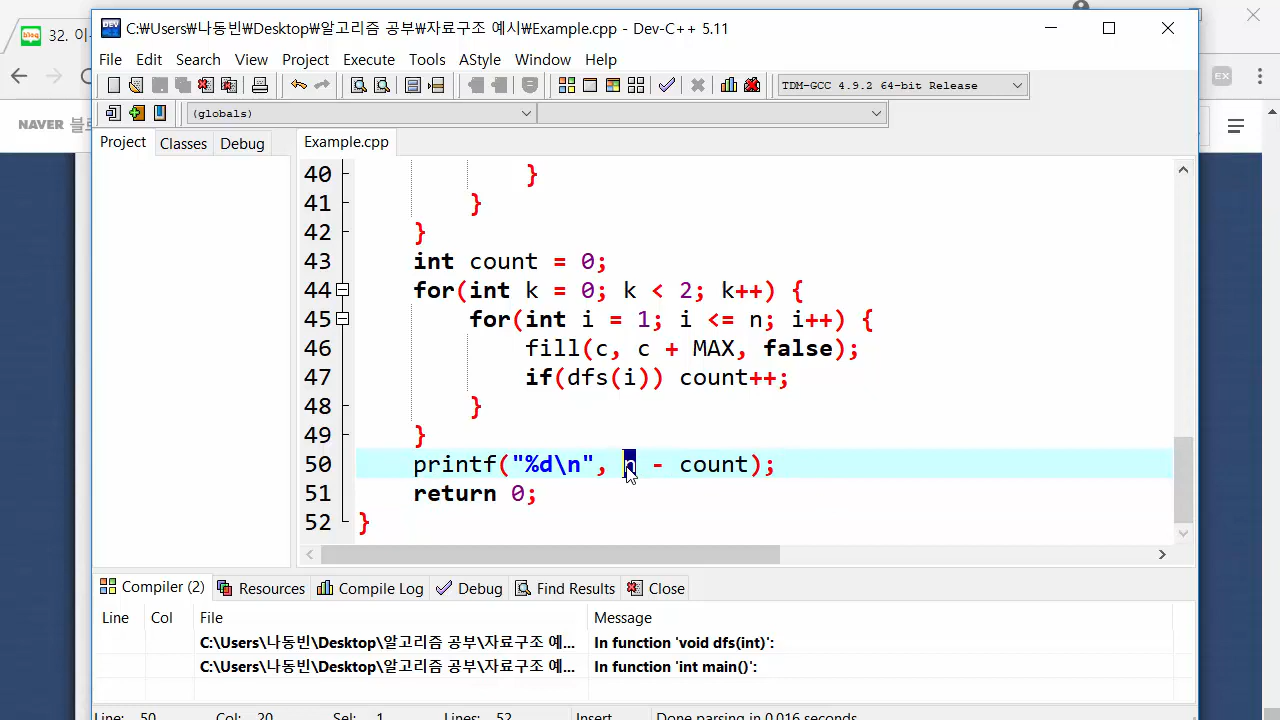 32. 이
C:\Users\나동빈\Desktop\알고리즘 공부\자료구조 예시\Example.cpp - Dev-C++ 5.11
File Edit Search View Project Execute Tools AStyle Window Help
TDM-GCC 4.9.2 64-bit Release
(globals)
NAVER 블로
EX
Project Classes Debug
Example.cpp
40 }
41 }
42 }
43 int count = 0;
44 for(int k = 0; k < 2; k++) {
45 for(int i = 1; i <= n; i++) {
46 fill(c, c + MAX, false);
47 if(dfs(i)) count++;
48 }
49 }
50 printf("%d\n", n - count);
51 return 0;
52 }
Compiler (2) Resources Compile Log Debug Find Results Close
Line Col File Message
C:\Users\나동빈\Desktop\알고리즘 공부\자료구조 예... In function 'void dfs(int)':
C:\Users\나동빈\Desktop\알고리즘 공부\자료구조 예... In function 'int main()':
Line: 50 Col: 20 Sel: 1 Lines: 52 Insert Done parsing in 0.016 seconds